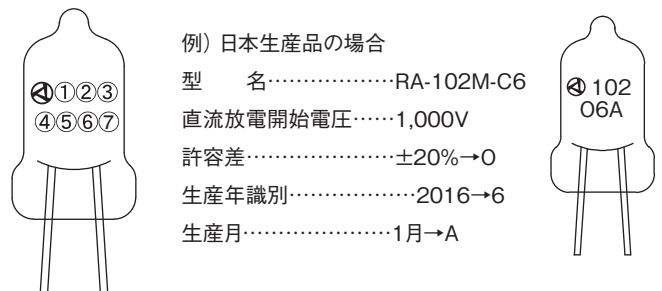 ①②③
④⑤⑥⑦
例）日本生産品の場合
型　　名………………RA-102M-C6
直流放電開始電圧……1,000V
許容差…………………±20%→O
生産年識別………………2016→6
生産月…………………1月→A
102
O6A